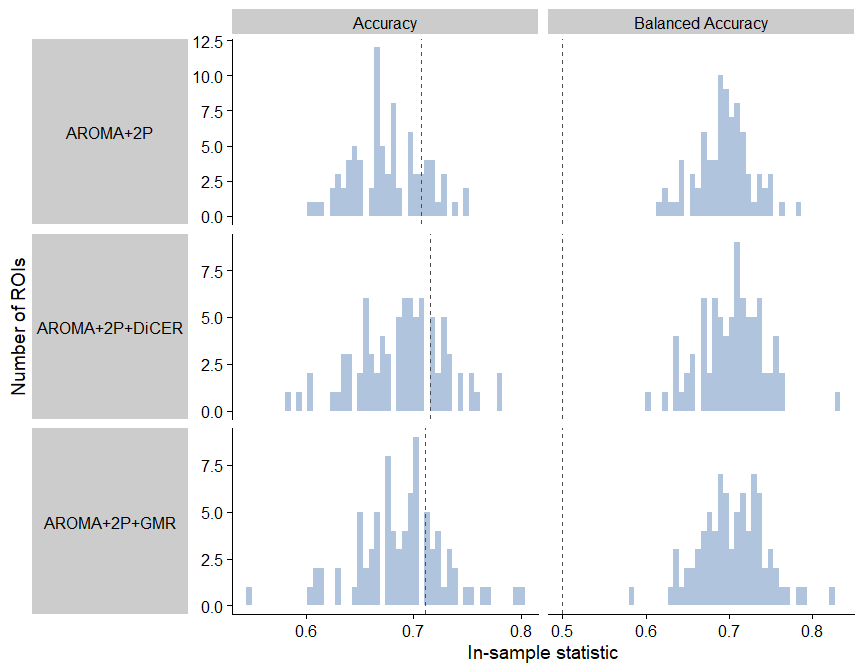 Accuracy
Balanced Accuracy
Number of ROIs
AROMA+2P
12.5
10.0
7.5
5.0
2.5
0.0
AROMA+2P+DiCER
7.5
5.0
2.5
0.0
AROMA+2P+GMR
7.5
5.0
2.5
0.0
0.6 0.7 0.8
0.5 0.6 0.7 0.8
In-sample statistic